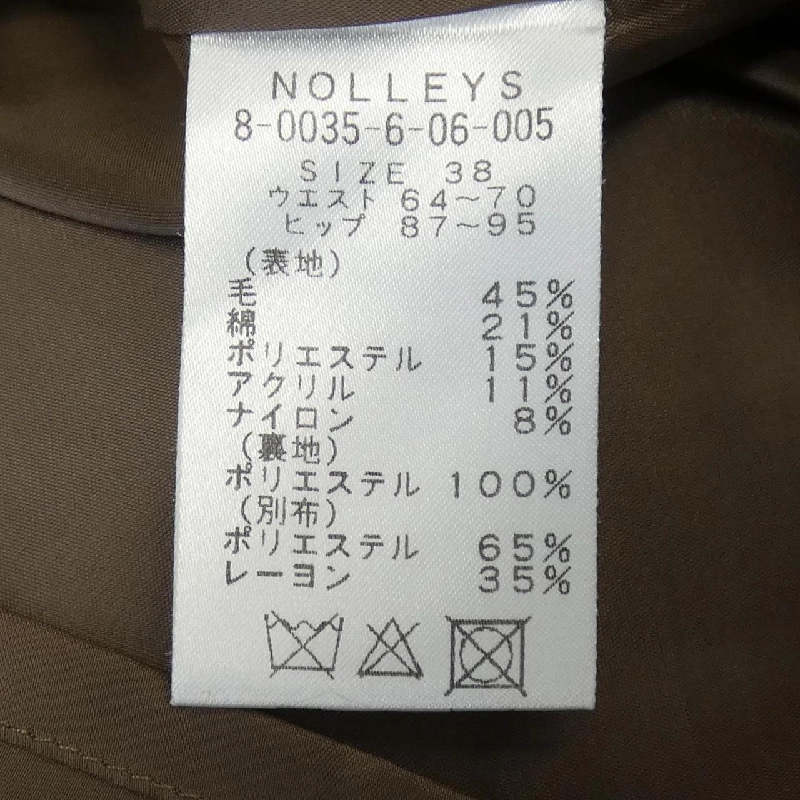 NOLLEYS
8-0035-6-06-005
SIZE 38
ウエスト 64～70
ヒップ 87～95
(表地)
毛 45%
綿 21%
ポリエステル 15%
アクリル 11%
ナイロン 8%
(裏地)
ポリエステル 100%
(別布)
ポリエステル 65%
レーヨン 35%